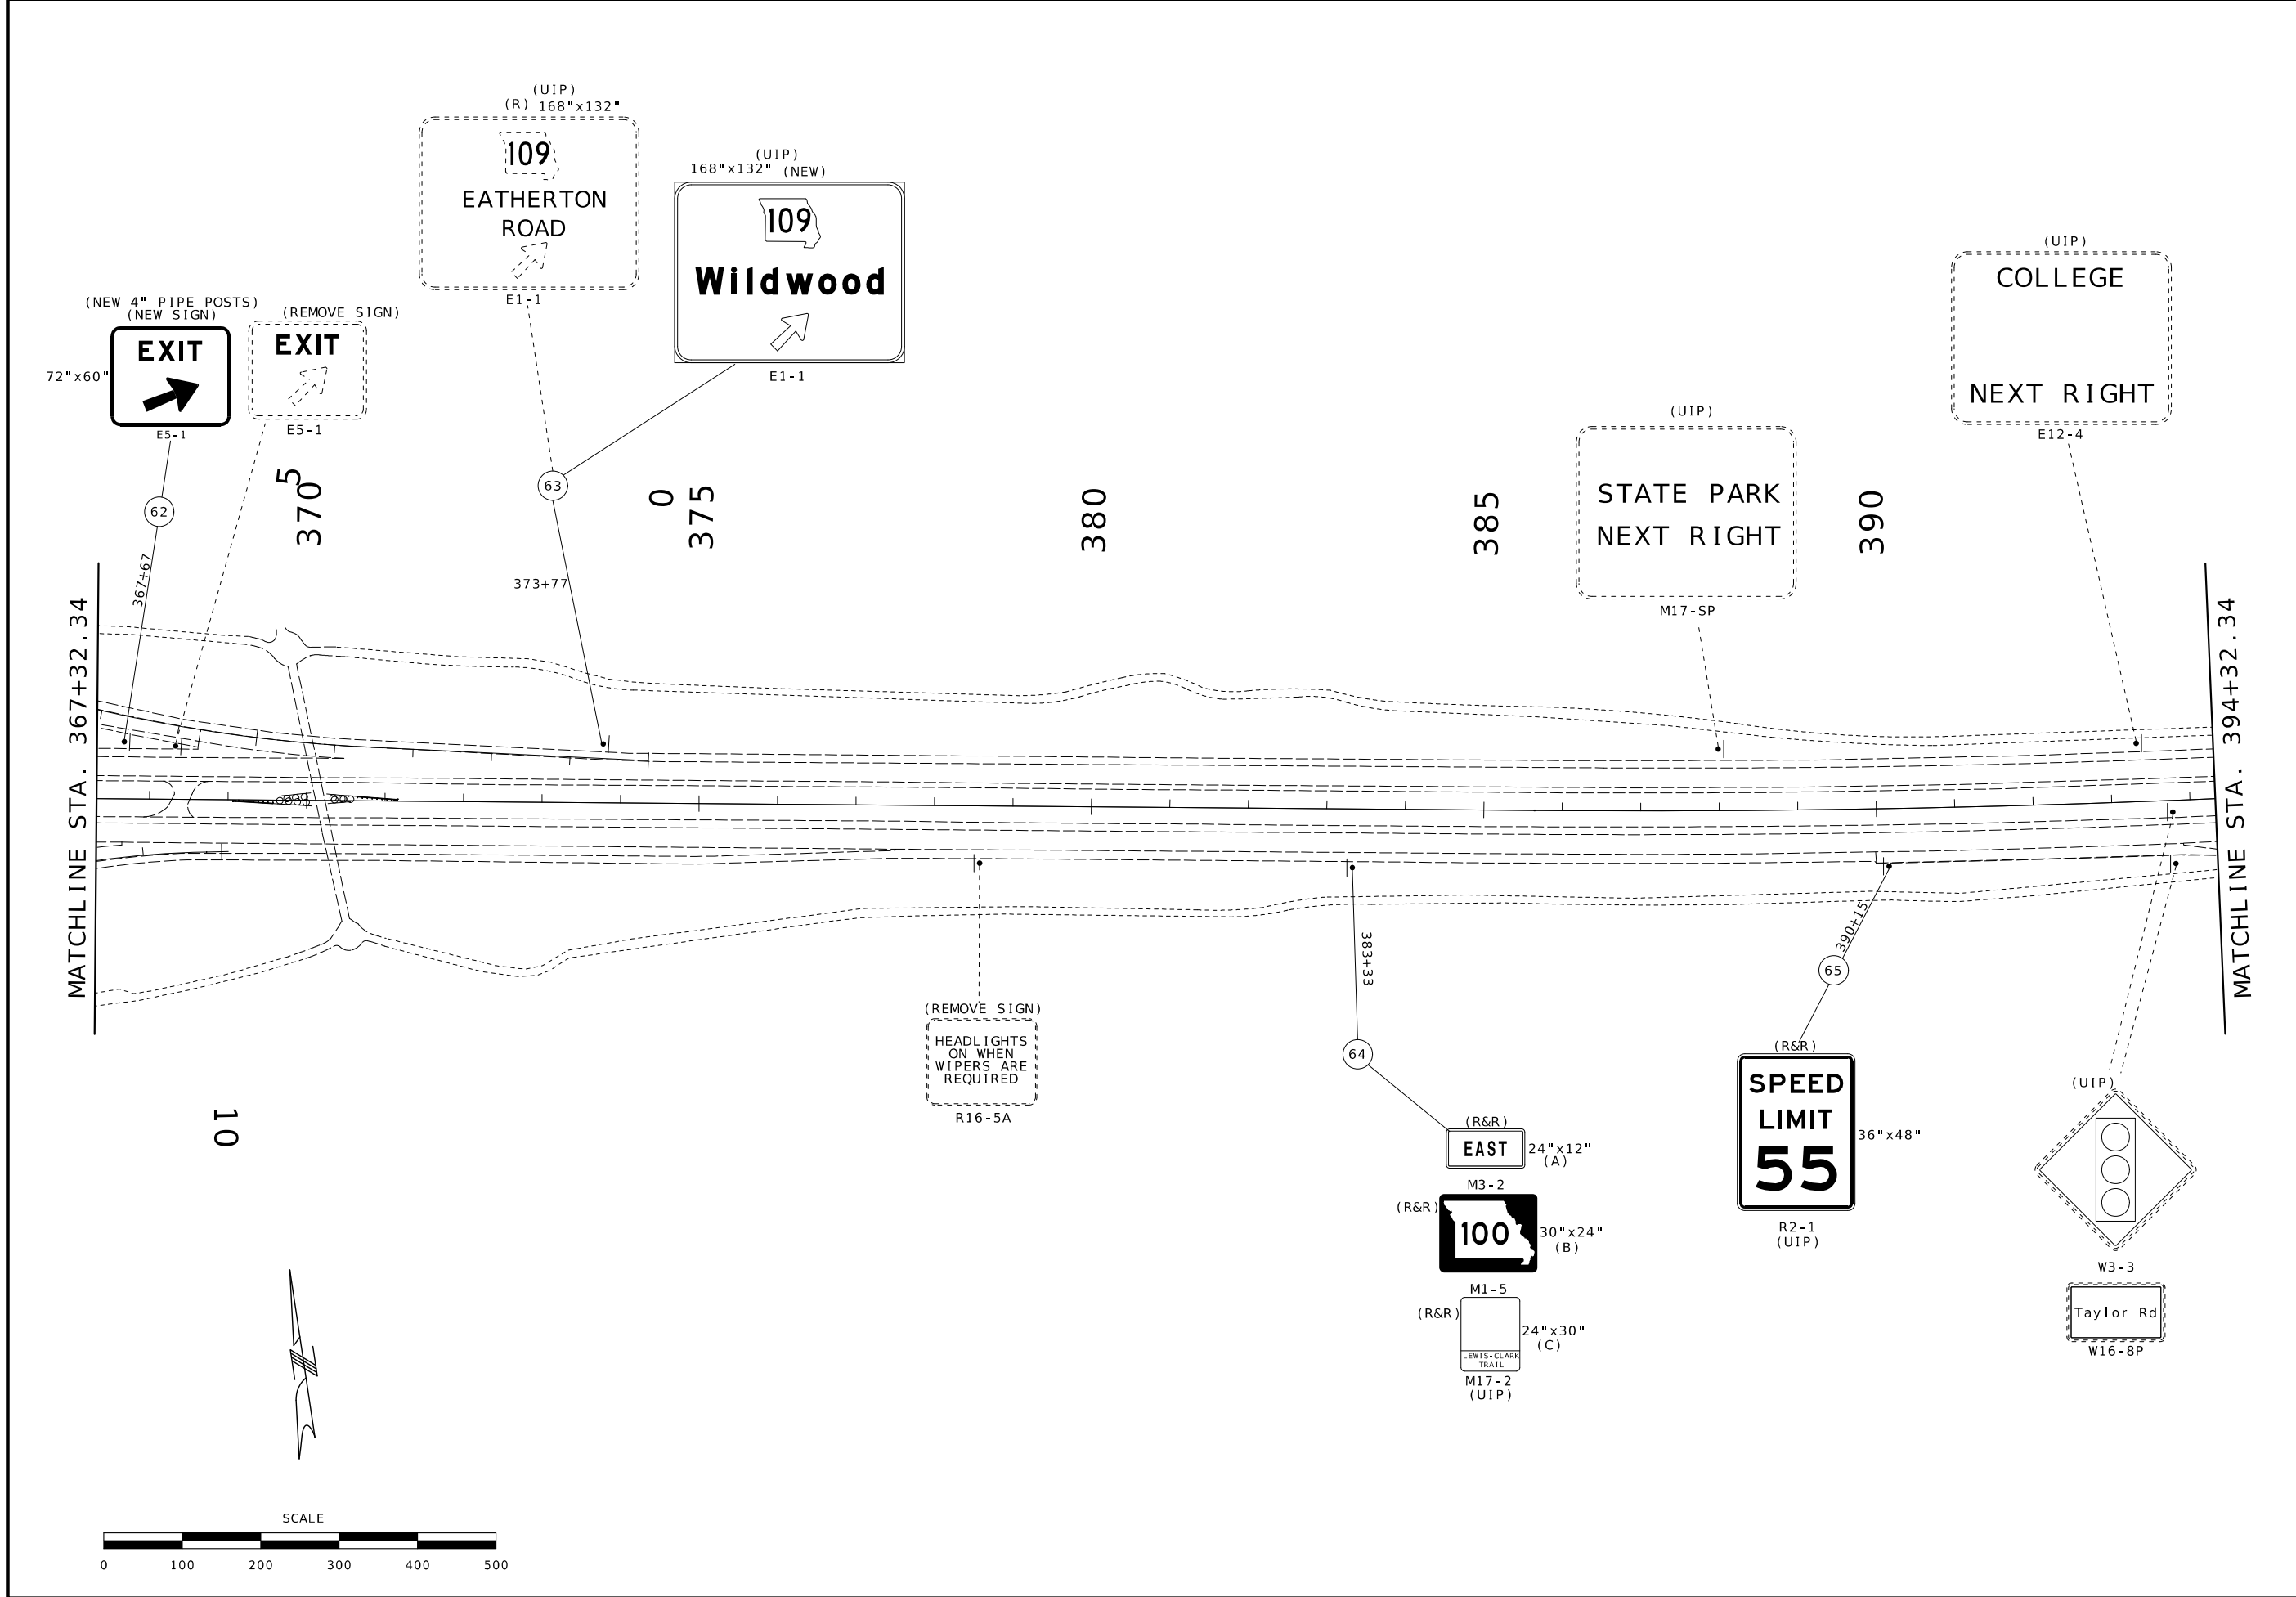 (UIP)
(R) 168"x132"
109
EATHERTON
ROAD
E1-1
(UIP)
168"x132" (NEW)
109
Wildwood
E1-1
(NEW 4" PIPE POSTS)
(NEW SIGN)
EXIT
72"x60"
E5-1
(REMOVE SIGN)
EXIT
E5-1
(UIP)
COLLEGE
NEXT RIGHT
E12-4
(UIP)
STATE PARK
NEXT RIGHT
M17-SP
62
367+67
5
370
63
373+77
0
375
380
385
390
MATCHLINE STA. 367+32.34
MATCHLINE STA. 394+32.34
10
(REMOVE SIGN)
HEADLIGHTS
ON WHEN
WIPERS ARE
REQUIRED
R16-5A
383+33
64
(R&R)
EAST
24"x12"
(A)
M3-2
(R&R)
100
30"x24"
(B)
M1-5
(R&R)
24"x30"
(C)
LEWIS-CLARK
TRAIL
M17-2
(UIP)
390+15
65
(R&R)
SPEED
LIMIT
55
36"x48"
R2-1
(UIP)
(UIP)
W3-3
Taylor Rd
W16-8P
SCALE
0 100 200 300 400 500